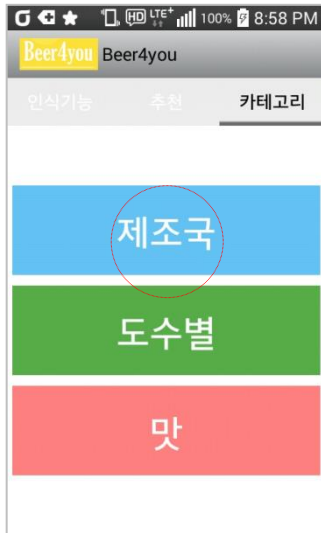 HD LTE+ 100% 8:58 PM
Beer4you Beer4you
인식기능 추천 카테고리
제조국
도수별
맛